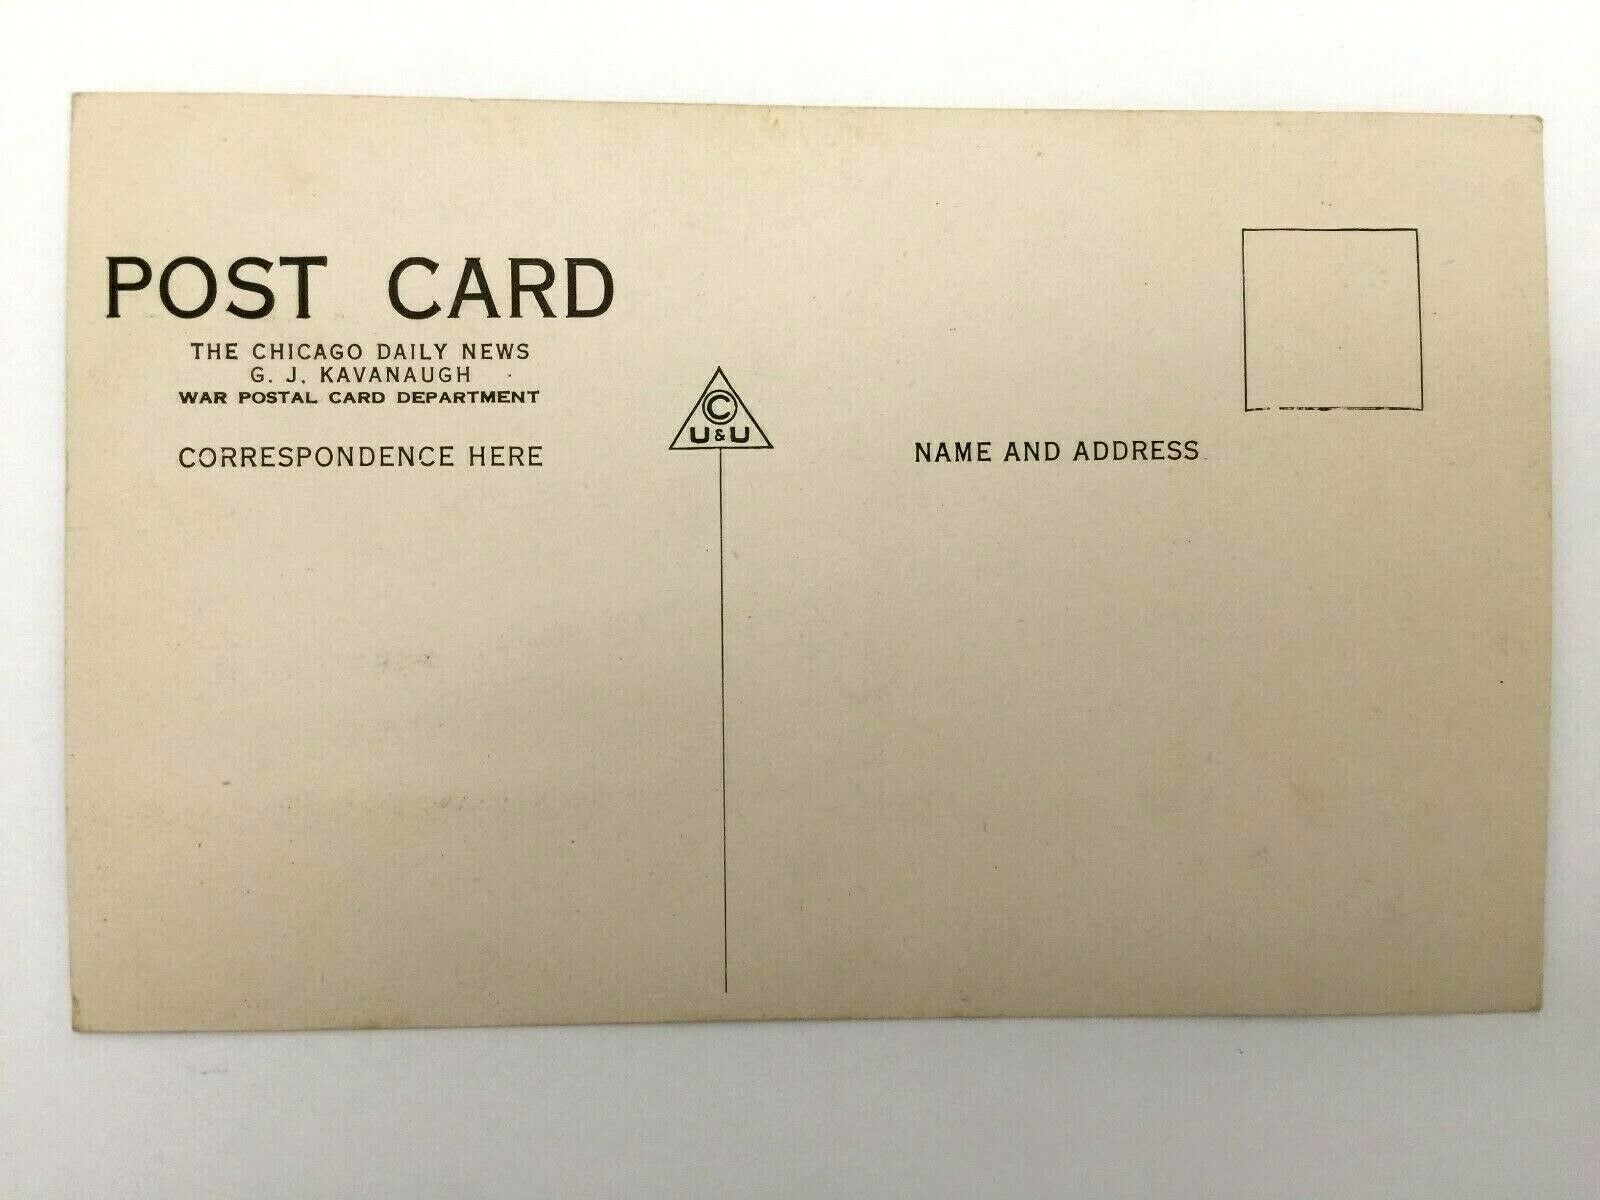 POST CARD
THE CHICAGO DAILY NEWS
G. J. KAVANAUGH
WAR POSTAL CARD DEPARTMENT
CORRESPONDENCE HERE
©
U & U
NAME AND ADDRESS